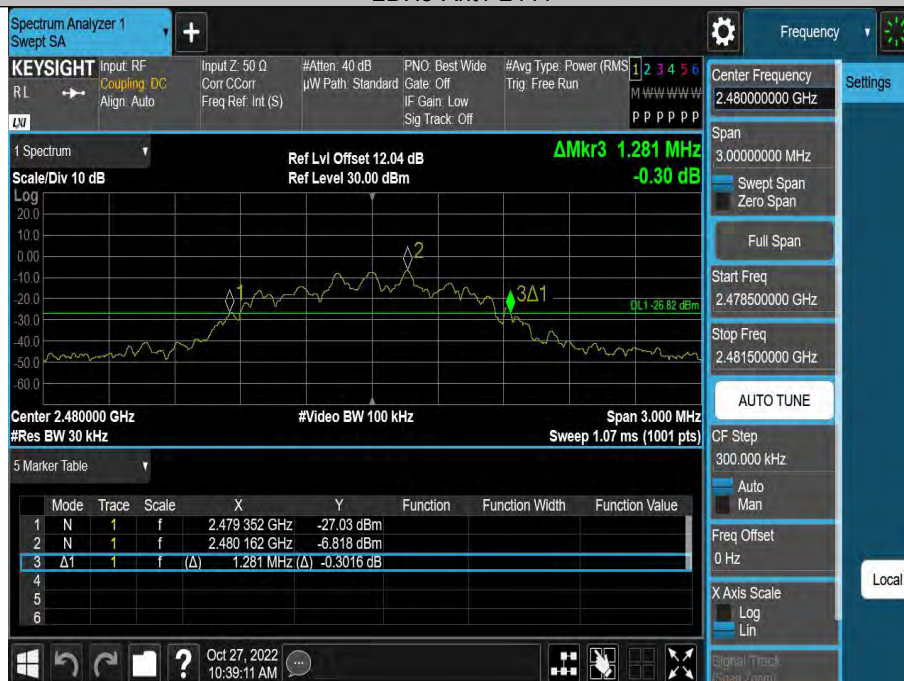 Spectrum Analyzer 1
Swept SA
+
Frequency
KEYSIGHT
RL
LXI
Input: RF
Coupling: DC
Align: Auto
Input Z: 50 Ω
Corr CCorr
Freq Ref: Int (S)
#Atten: 40 dB
µW Path: Standard
PNO: Best Wide
Gate: Off
IF Gain: Low
Sig Track: Off
#Avg Type: Power (RMS
Trig: Free Run
1 2 3 4 5 6
M W W W W W
P P P P P P
1 Spectrum
Scale/Div 10 dB
Ref Lvl Offset 12.04 dB
Ref Level 30.00 dBm
ΔMkr3 1.281 MHz
-0.30 dB
Log
20.0
10.0
0.00
-10.0
-20.0
-30.0
-40.0
-50.0
-60.0
1
2
3Δ1
DL1 -26.82 dBm
Center 2.480000 GHz
#Video BW 100 kHz
Span 3.000 MHz
#Res BW 30 kHz
Sweep 1.07 ms (1001 pts)
5 Marker Table
Mode Trace Scale X Y Function Function Width Function Value
1 N 1 f 2.479 352 GHz -27.03 dBm
2 N 1 f 2.480 162 GHz -6.818 dBm
3 Δ1 1 f (Δ) 1.281 MHz (Δ) -0.3016 dB
4
5
6
?
Oct 27, 2022
10:39:11 AM
Center Frequency
2.480000000 GHz
Settings
Span
3.00000000 MHz
Swept Span
Zero Span
Full Span
Start Freq
2.478500000 GHz
Stop Freq
2.481500000 GHz
AUTO TUNE
CF Step
300.000 kHz
Auto
Man
Freq Offset
0 Hz
Local
X Axis Scale
Log
Lin
Signal Track
(Span Zoom)